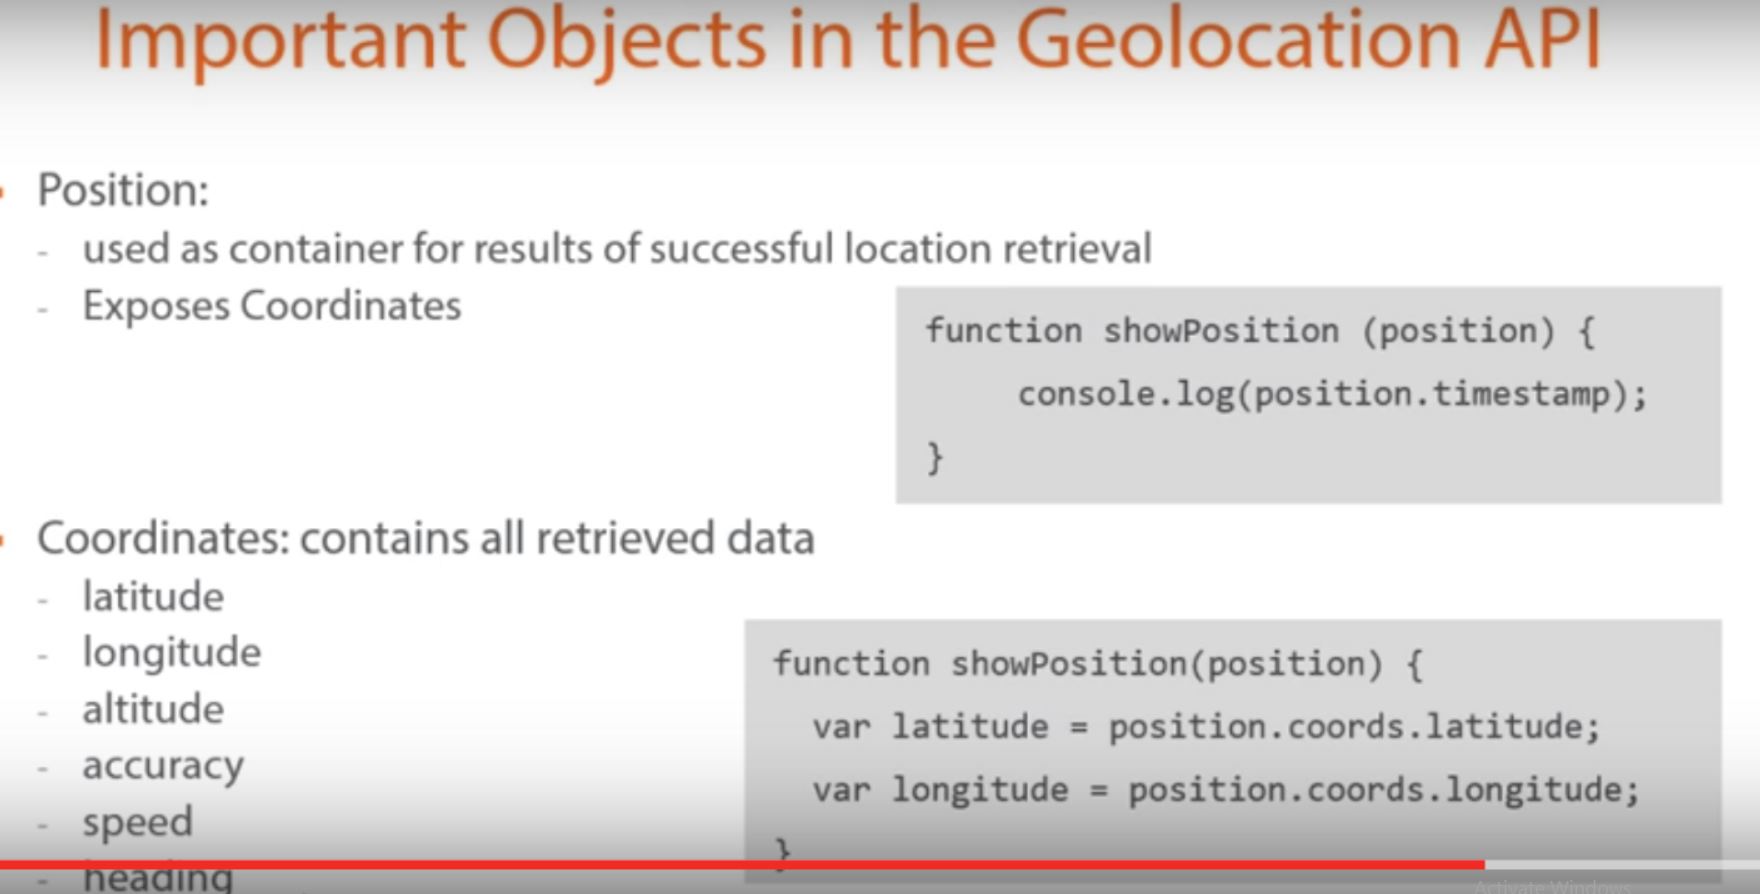 Important Objects in the Geolocation API
Position:
- used as container for results of successful location retrieval
- Exposes Coordinates
function showPosition (position) {
console.log(position.timestamp);
}
Coordinates: contains all retrieved data
- latitude
- longitude
- altitude
- accuracy
- speed
- heading
function showPosition(position) {
var latitude = position.coords.latitude;
var longitude = position.coords.longitude;
}
Activate Windows